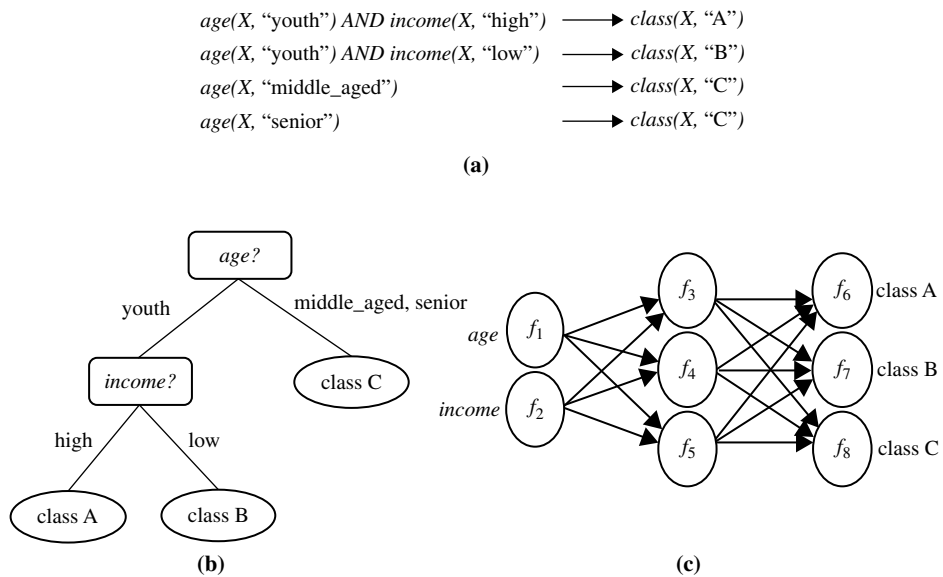 age(X, “youth”) AND income(X, “high”) class(X, “A”)
age(X, “youth”) AND income(X, “low”) class(X, “B”)
age(X, “middle_aged”) class(X, “C”)
age(X, “senior”) class(X, “C”)
(a)
age?
youth
middle_aged, senior
income?
class C
high
low
class A
class B
(b)
age
income
f1
f2
f3
f4
f5
f6
f7
f8
class A
class B
class C
(c)